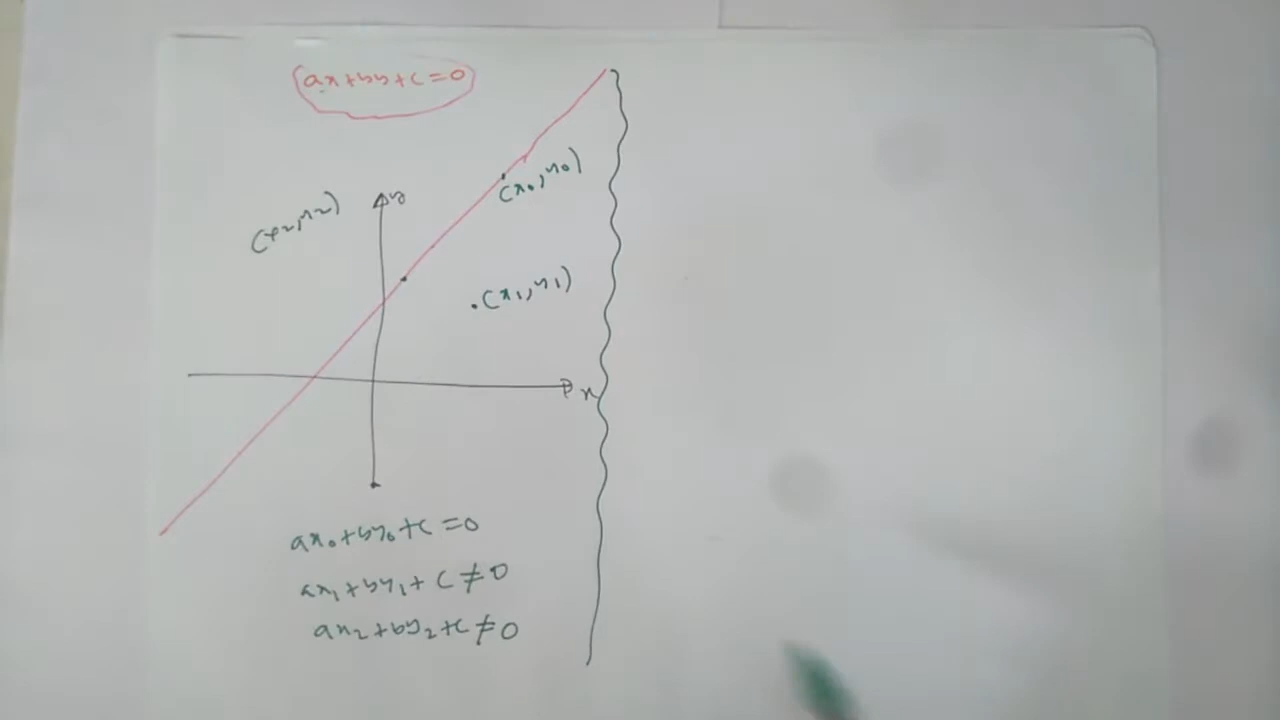 ax+by+c=0
(x₀,y₀)
y
(x₂,y₂)
.(x₁,y₁)
x
ax₀+by₀+c=0
ax₁+by₁+c≠0
ax₂+by₂+c≠0